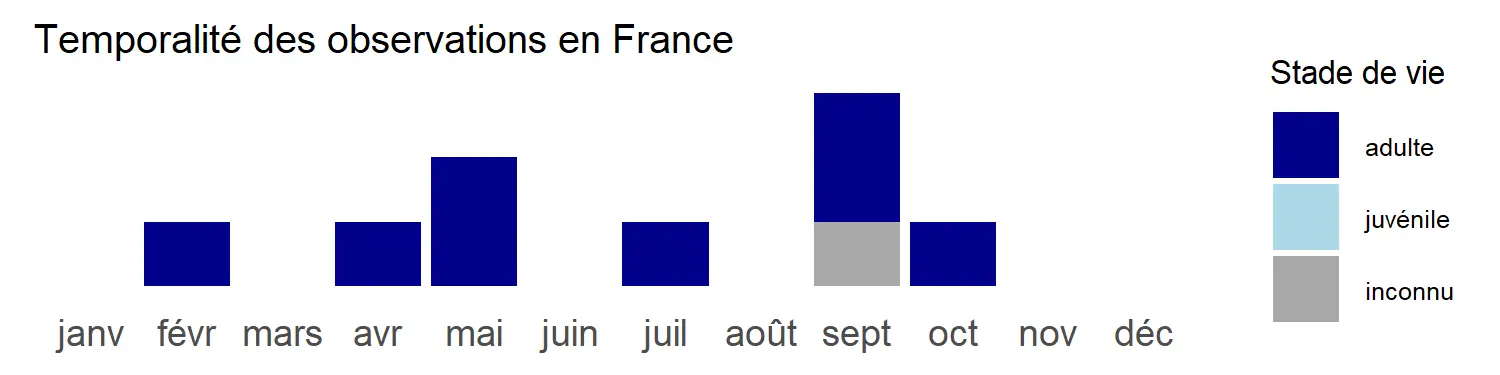 Temporalité des observations en France
Stade de vie
adulte
juvénile
inconnu
janv févr mars avr mai juin juil août sept oct nov déc